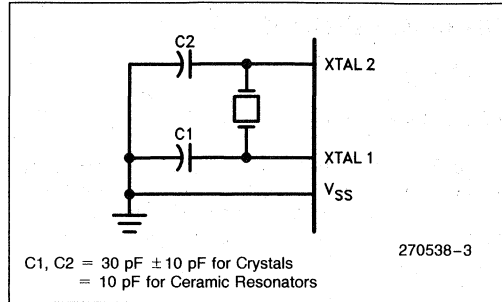 C2
XTAL 2
C1
XTAL 1
VSS
270538–3
C1, C2 = 30 pF ±10 pF for Crystals
= 10 pF for Ceramic Resonators